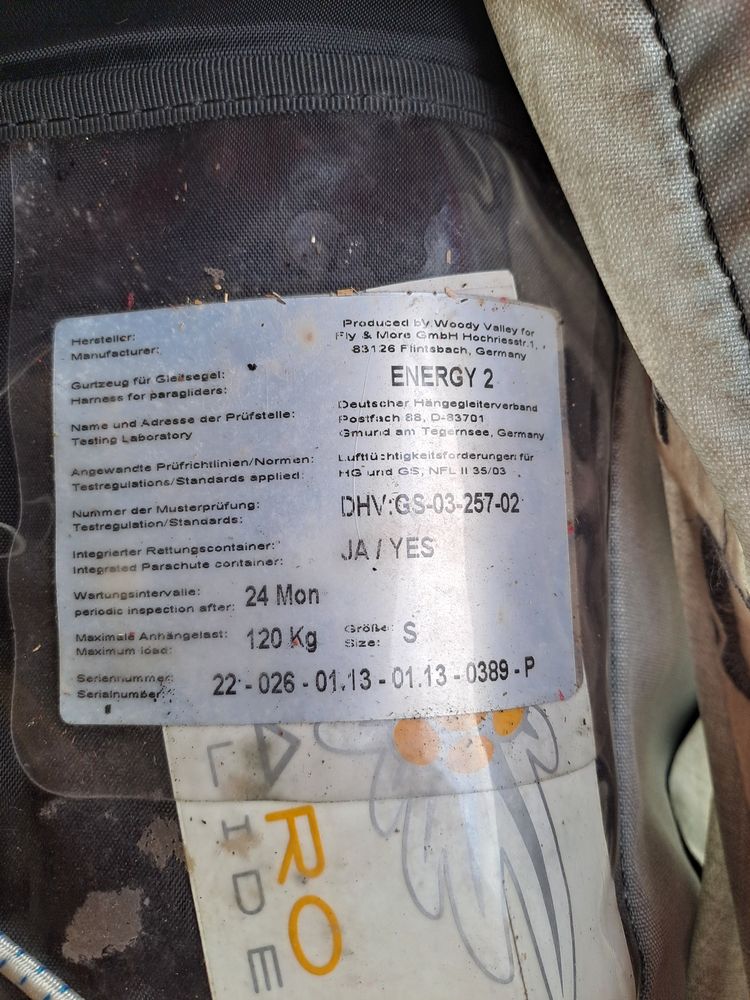 Hersteller:
Manufacturer:
Produced by Woody Valley for
Fly & More GmbH Hochriesstr.1,
83126 Flintsbach, Germany
Gurtzeug für Gleitsegel:
Harness for paragliders:
ENERGY 2
Name und Adresse der Prüfstelle:
Testing Laboratory
Deutscher Hängegleiterverband
Postfach 88, D-83701
Gmund am Tegernsee, Germany
Angewandte Prüfrichtlinien/Normen:
Testregulations/Standards applied:
Lufttüchtigkeitsforderungen für
HG und GS, NFL II 35/03
Nummer der Musterprüfung:
Testregulation/Standards:
DHV:GS-03-257-02
Integrierter Rettungscontainer:
Integrated Parachute container:
JA / YES
Wartungsintervalle:
periodic inspection after:
24 Mon
Maximale Anhängelast:
Maximum load:
120 Kg
Größe:
Size:
S
Seriennummer:
Serialnumber:
22 - 026 - 01.13 - 01.13 - 0389 - P
RO